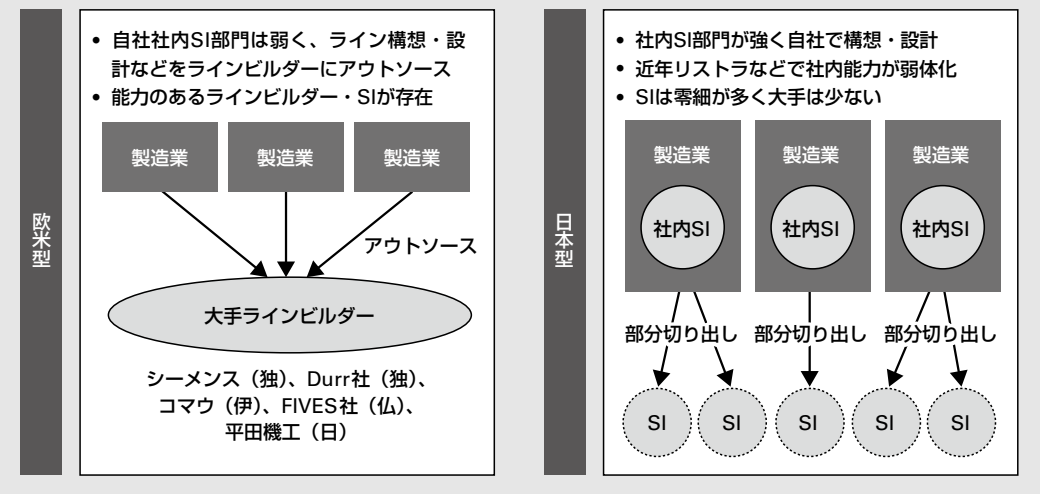 欧米型
• 自社社内SI部門は弱く、ライン構想・設
計などをラインビルダーにアウトソース
• 能力のあるラインビルダー・SIが存在
製造業 製造業 製造業
アウトソース
大手ラインビルダー
シーメンス（独）、Durr社（独）、
コマウ（伊）、FIVES社（仏）、
平田機工（日）
日本型
• 社内SI部門が強く自社で構想・設計
• 近年リストラなどで社内能力が弱体化
• SIは零細が多く大手は少ない
製造業 製造業 製造業
社内SI 社内SI 社内SI
部分切り出し 部分切り出し 部分切り出し
SI SI SI SI SI